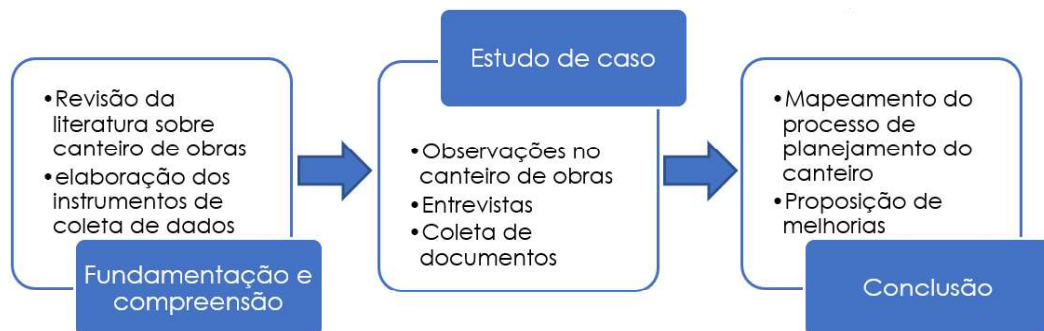 •Revisão da
literatura sobre
canteiro de obras
•elaboração dos
instrumentos de
coleta de dados
Fundamentação e
compreensão
Estudo de caso
•Observações no
canteiro de obras
•Entrevistas
•Coleta de
documentos
•Mapeamento do
processo de
planejamento do
canteiro
•Proposição de
melhorias
Conclusão